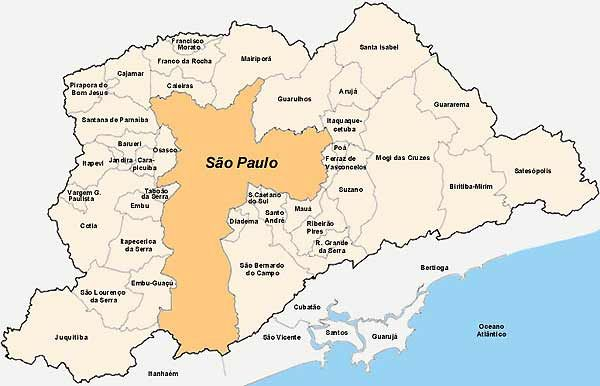 Francisco
Morato
Franco da Rocha
Mairiporã
Santa Isabel
Cajamar
Caieiras
Pirapora do
Bom Jesus
Guarulhos
Arujá
Guararema
Santana de Parnaíba
Itaquaque-
cetuba
Barueri
Osasco
Poá
Itapevi
Jandira
Cara-
picuíba
São Paulo
Ferraz de
Vasconcelos
Mogi das Cruzes
Salesópolis
Suzano
Biritiba-Mirim
Vargem G.
Paulista
Taboão
da Serra
Embu
S.Caetano
do Sul
Mauá
Santo
André
Diadema
Cotia
Ribeirão
Pires
Itapecerica
da Serra
R. Grande
da Serra
São Bernardo
do Campo
Bertioga
Embu-Guaçú
São Lourenço
da Serra
Cubatão
Juquitiba
São Vicente
Santos
Guarujá
Oceano
Atlântico
Itanhaém